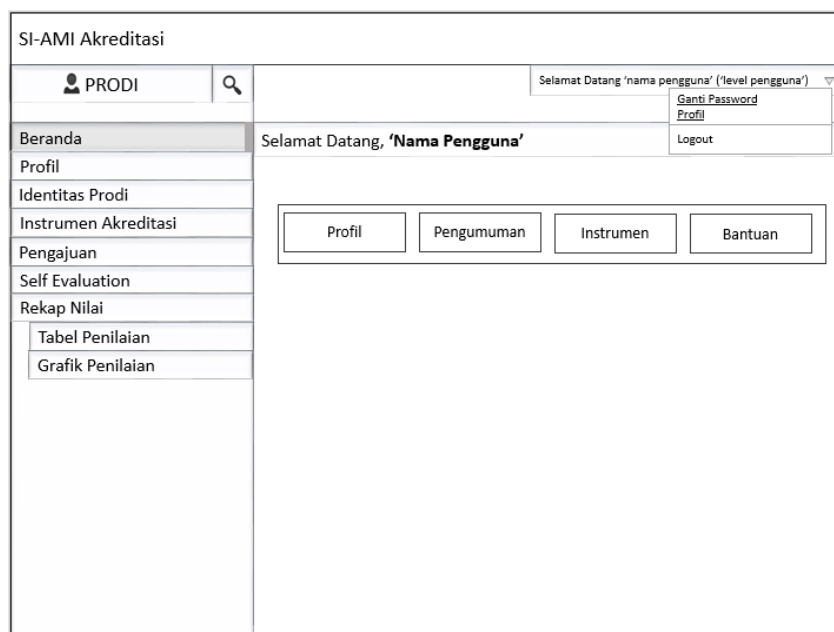 SI-AMI Akreditasi
PRODI
Selamat Datang ‘nama pengguna’ (‘level pengguna’)
Ganti Password
Profil
Logout
Beranda
Profil
Identitas Prodi
Instrumen Akreditasi
Pengajuan
Self Evaluation
Rekap Nilai
Tabel Penilaian
Grafik Penilaian
Selamat Datang, ‘Nama Pengguna’
Profil
Pengumuman
Instrumen
Bantuan